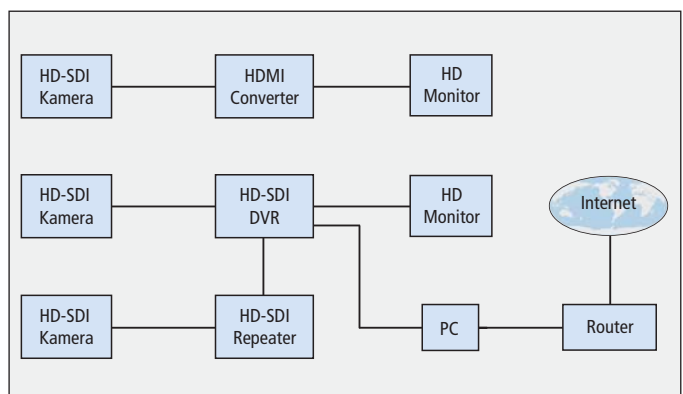 HD-SDI
Kamera
HDMI
Converter
HD
Monitor
HD-SDI
Kamera
HD-SDI
DVR
HD
Monitor
Internet
HD-SDI
Kamera
HD-SDI
Repeater
PC
Router